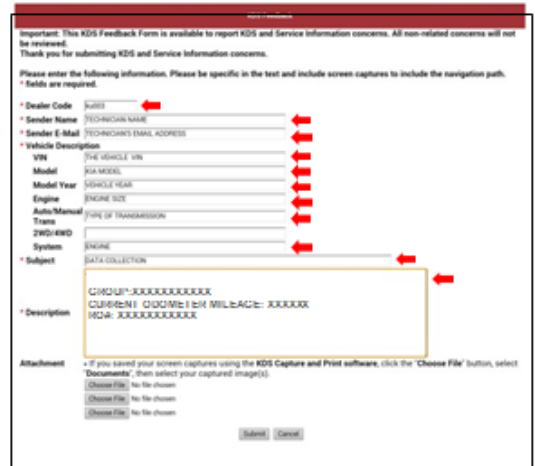 KDS Feedback
Important: This KDS Feedback Form is available to report KDS and Service Information concerns. All non-related concerns will not
be reviewed.
Thank you for submitting KDS and Service Information concerns.
Please enter the following information. Please be specific in the text and include screen captures to include the navigation path.
* fields are required.
* Dealer Code ku003
* Sender Name TECHNICIAN NAME
* Sender E-Mail TECHNICIAN'S EMAIL ADDRESS
* Vehicle Description
VIN THE VEHICLE VIN
Model KIA MODEL
Model Year VEHICLE YEAR
Engine ENGINE SIZE
Auto/Manual
Trans TYPE OF TRANSMISSION
2WD/4WD
System ENGINE
* Subject DATA COLLECTION
GROUP:XXXXXXXXXXX
CURRENT ODOMETER MILEAGE: XXXXXX
* Description
ROA: XXXXXXXXXXX
Attachment - If you saved your screen captures using the KDS Capture and Print software, click the "Choose File" button, select
"Documents", then select your captured image(s).
Choose File No file chosen
Choose File No file chosen
Choose File No file chosen
Submit Cancel